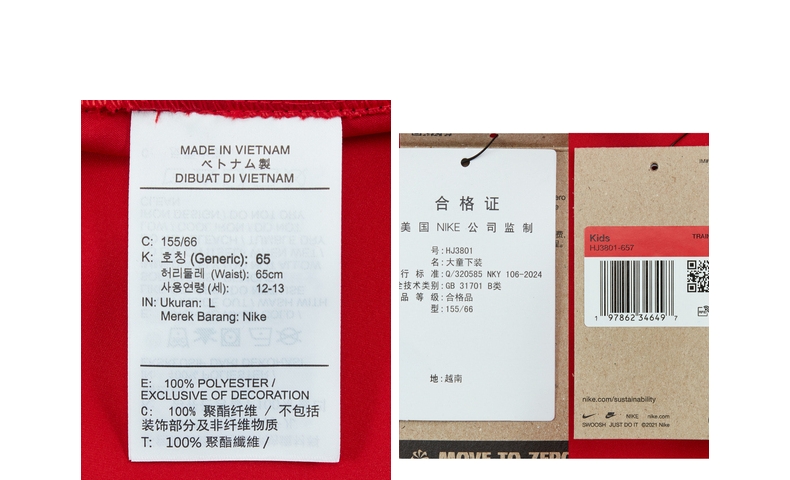 MADE IN VIETNAM
ベトナム製
DIBUAT DI VIETNAM
C: 155/66
K: 호칭 (Generic): 65
허리둘레 (Waist): 65cm
사용연령 (세): 12-13
IN: Ukuran: L
Merek Barang: Nike
E: 100% POLYESTER /
EXCLUSIVE OF DECORATION
C: 100% 聚酯纤维 / 不包括
装饰部分及非纤维物质
T: 100% 聚酯纖維 /
合格证
美国 NIKE 公司监制
号: HJ3801
名: 大童下装
行 标 准: Q/320585 NKY 106-2024
全技术类别: GB 31701 B类
品 等 级: 合格品
型: 155/66
地: 越南
MOVE TO ZERO
Kids
HJ3801-657
TRAIN
1 97862 34649 7
nike.com/sustainability
NIKE nike.com
SWOOSH JUST DO IT ©2021 Nike